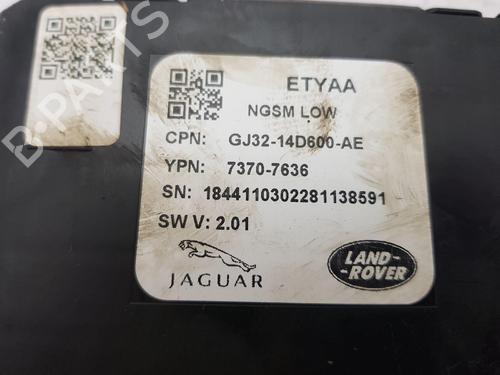 ETYAA
NGSM LOW
CPN: GJ32-14D600-AE
YPN: 7370-7636
SN: 1844110302281138591
SW V: 2.01
JAGUAR
LAND-
-ROVER
B-PARTS